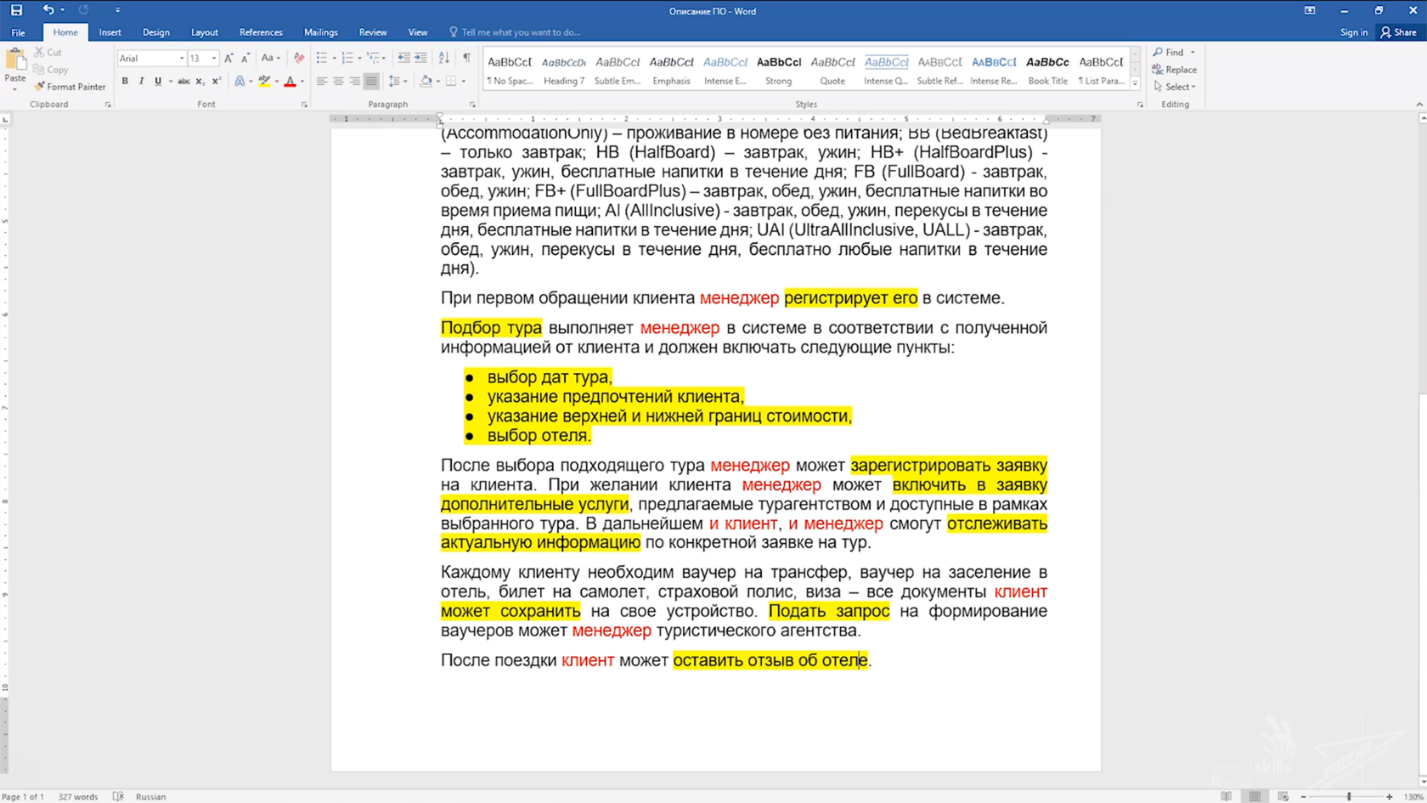 Описание ПО - Word
Sign in Share
File Home Insert Design Layout References Mailings Review View Tell me what you want to do...
Paste Cut Copy Format Painter
Arial 13
AaBbCcI AaBbCcDc AaBbCcL AaBbCcL AaBbCcL AaBbCcl AaBbCcL AaBbCcI AABBCCI AABBCCI AaBbCcL AaBbCcI
¶ No Spac... Heading 7 Subtle Em... Emphasis Intense E... Strong Quote Intense Q... Subtle Ref... Intense Re... Book Title ¶ List Para...
Find Replace Select
Clipboard Font Paragraph Styles Editing
(AccommodationOnly) – проживание в номере без питания; BB (BedBreakfast)
– только завтрак; HB (HalfBoard) – завтрак, ужин; HB+ (HalfBoardPlus) -
завтрак, ужин, бесплатные напитки в течение дня; FB (FullBoard) - завтрак,
обед, ужин; FB+ (FullBoardPlus) – завтрак, обед, ужин, бесплатные напитки во
время приема пищи; AI (AllInclusive) - завтрак, обед, ужин, перекусы в течение
дня, бесплатные напитки в течение дня; UAI (UltraAllInclusive, UALL) - завтрак,
обед, ужин, перекусы в течение дня, бесплатно любые напитки в течение
дня).
При первом обращении клиента менеджер регистрирует его в системе.
Подбор тура выполняет менеджер в системе в соответствии с полученной
информацией от клиента и должен включать следующие пункты:
● выбор дат тура,
● указание предпочтений клиента,
● указание верхней и нижней границ стоимости,
● выбор отеля.
После выбора подходящего тура менеджер может зарегистрировать заявку
на клиента. При желании клиента менеджер может включить в заявку
дополнительные услуги, предлагаемые турагентством и доступные в рамках
выбранного тура. В дальнейшем и клиент, и менеджер смогут отслеживать
актуальную информацию по конкретной заявке на тур.
Каждому клиенту необходим ваучер на трансфер, ваучер на заселение в
отель, билет на самолет, страховой полис, виза – все документы клиент
может сохранить на свое устройство. Подать запрос на формирование
ваучеров может менеджер туристического агентства.
После поездки клиент может оставить отзыв об отеле.
Page 1 of 1 327 words Russian 130%